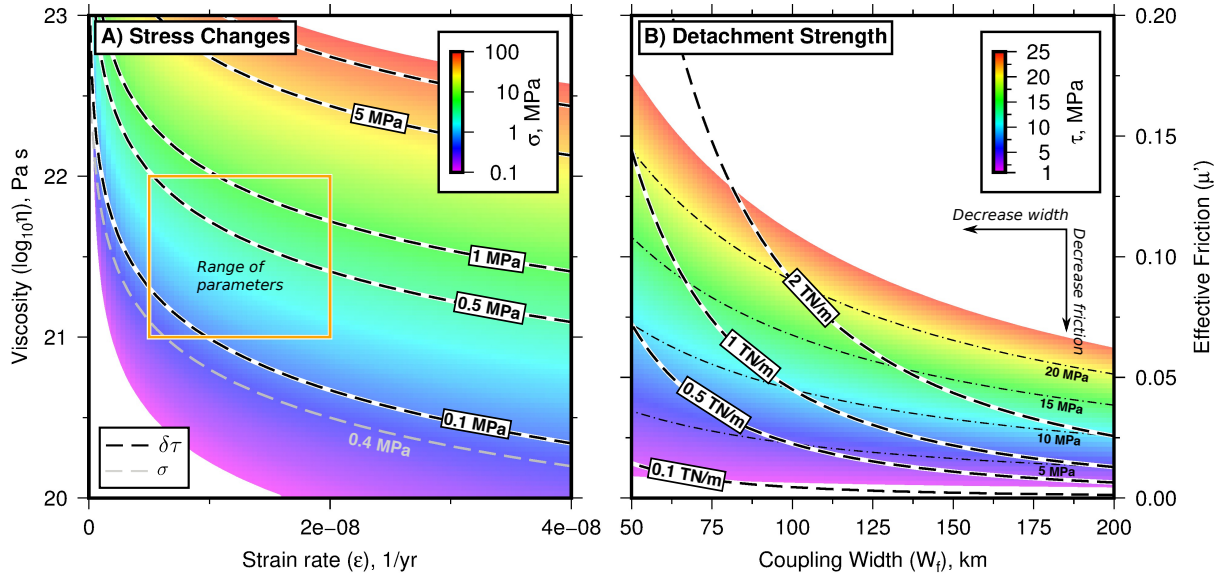 A) Stress Changes
23
22
21
20
Viscosity (log₁₀η), Pa s
0
2e−08
4e−08
Strain rate (ε), 1/yr
100
10
1
0.1
σ, MPa
5 MPa
1 MPa
0.5 MPa
0.1 MPa
0.4 MPa
Range of
parameters
δτ
σ
B) Detachment Strength
25
20
15
10
5
1
τ, MPa
Decrease width
Decrease friction
2 TN/m
1 TN/m
0.5 TN/m
0.1 TN/m
20 MPa
15 MPa
10 MPa
5 MPa
0.20
0.15
0.10
0.05
0.00
Effective Friction (μ')
50
75
100
125
150
175
200
Coupling Width (W_f), km